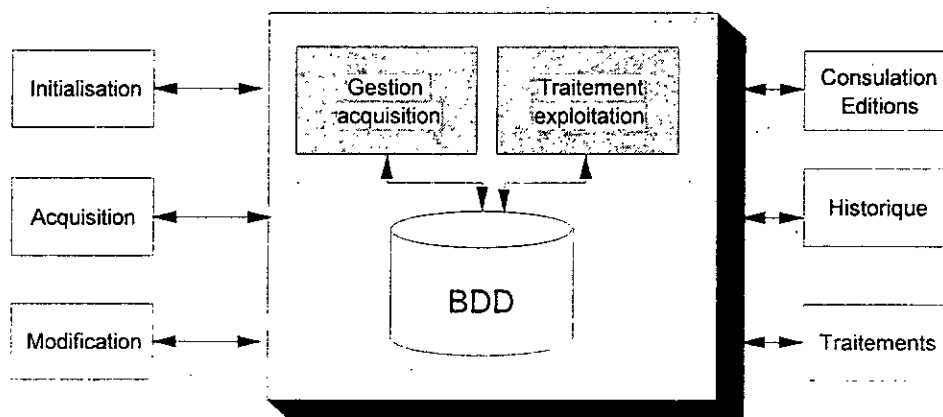 Initialisation
Acquisition
Modification
Gestion
acquisition
Traitement
exploitation
BDD
Consulation
Editions
Historique
Traitements